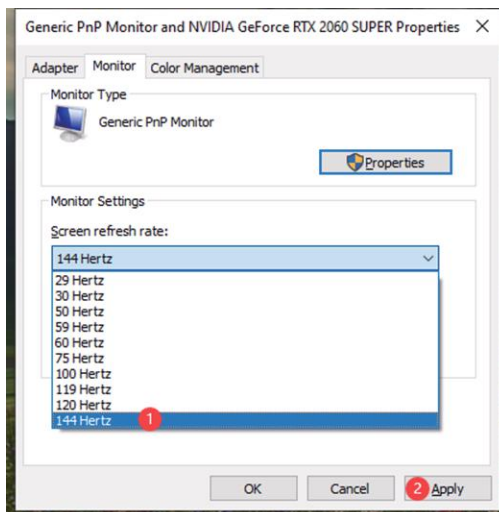 Generic PnP Monitor and NVIDIA GeForce RTX 2060 SUPER Properties
Adapter Monitor Color Management
Monitor Type
Generic PnP Monitor
Properties
Monitor Settings
Screen refresh rate:
144 Hertz
29 Hertz
30 Hertz
50 Hertz
59 Hertz
60 Hertz
75 Hertz
100 Hertz
119 Hertz
120 Hertz
144 Hertz 1
OK Cancel 2 Apply